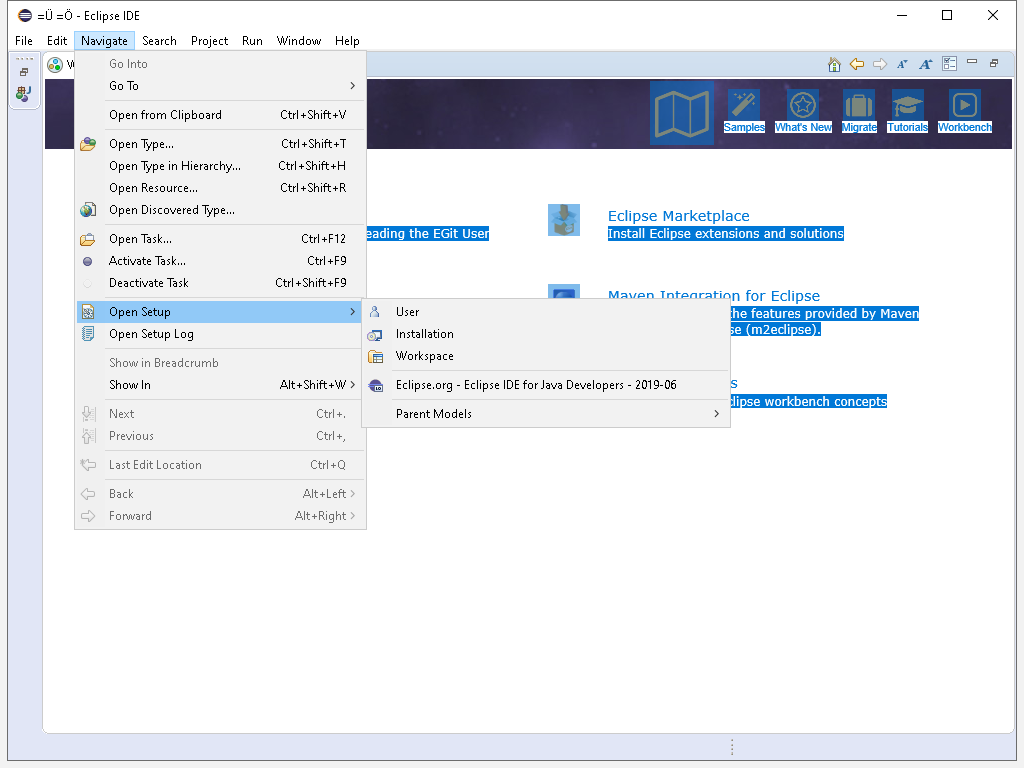 =Ü =Ö - Eclipse IDE
File Edit Navigate Search Project Run Window Help
Go Into
Go To
Open from Clipboard Ctrl+Shift+V
Open Type... Ctrl+Shift+T
Open Type in Hierarchy... Ctrl+Shift+H
Open Resource... Ctrl+Shift+R
Open Discovered Type...
Open Task... Ctrl+F12
Activate Task... Ctrl+F9
Deactivate Task Ctrl+Shift+F9
Open Setup
Open Setup Log
Show in Breadcrumb
Show In Alt+Shift+W
Next Ctrl+.
Previous Ctrl+,
Last Edit Location Ctrl+Q
Back Alt+Left
Forward Alt+Right
User
Installation
Workspace
Eclipse.org - Eclipse IDE for Java Developers - 2019-06
Parent Models
Samples What's New Migrate Tutorials Workbench
eading the EGit User
Eclipse Marketplace
Install Eclipse extensions and solutions
Maven Integration for Eclipse
the features provided by Maven
se (m2eclipse).
s
clipse workbench concepts